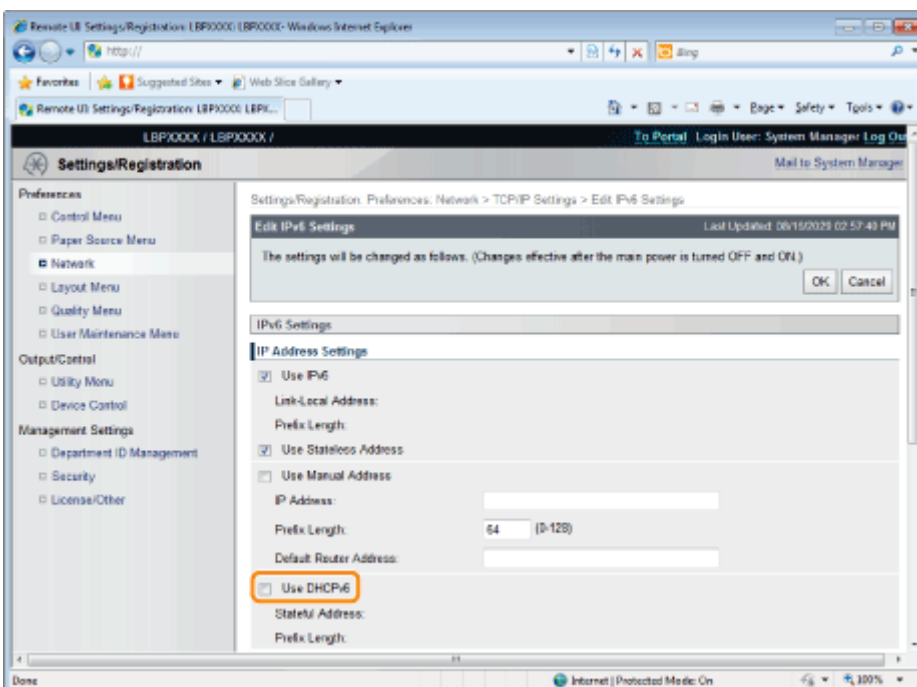 Remote UI: Settings/Registration: LBPXXXX: LBPXXXX - Windows Internet Explorer
http://
Bing
Favorites Suggested Sites Web Slice Gallery
Remote UI: Settings/Registration: LBPXXXX: LBPX...
Page Safety Tools
LBPXXXX / LBPXXXX /
To Portal Login User: System Manager Log Ou
Settings/Registration
Mail to System Manager
Preferences
Control Menu
Paper Source Menu
Network
Layout Menu
Quality Menu
User Maintenance Menu
Output/Control
Utility Menu
Device Control
Management Settings
Department ID Management
Security
License/Other
Settings/Registration: Preferences: Network > TCP/IP Settings > Edit IPv6 Settings
Edit IPv6 Settings
Last Updated: 02:57:40 PM
The settings will be changed as follows. (Changes effective after the main power is turned OFF and ON.)
OK Cancel
IPv6 Settings
IP Address Settings
Use IPv6
Link-Local Address:
Prefix Length:
Use Stateless Address
Use Manual Address
IP Address:
Prefix Length: 64 (0-128)
Default Router Address:
Use DHCPv6
Stateful Address:
Prefix Length:
Done
Internet | Protected Mode: On
100%